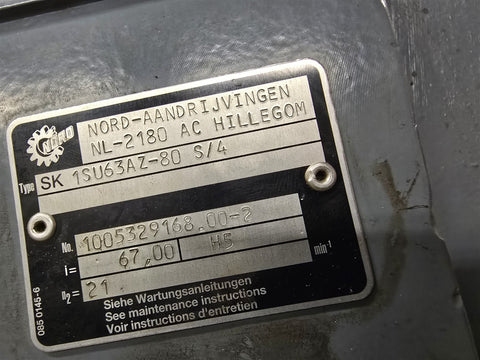 NORD
NORD-AANDRIJVINGEN
NL-2180 AC HILLEGOM
Type SK 1SU63AZ-80 S/4
No. 1005329168.00-2
i= 67,00 H5
n2= 21 min-1
Siehe Wartungsanleitungen
See maintenance instructions
Voir instructions d'entretien
085 0145-6